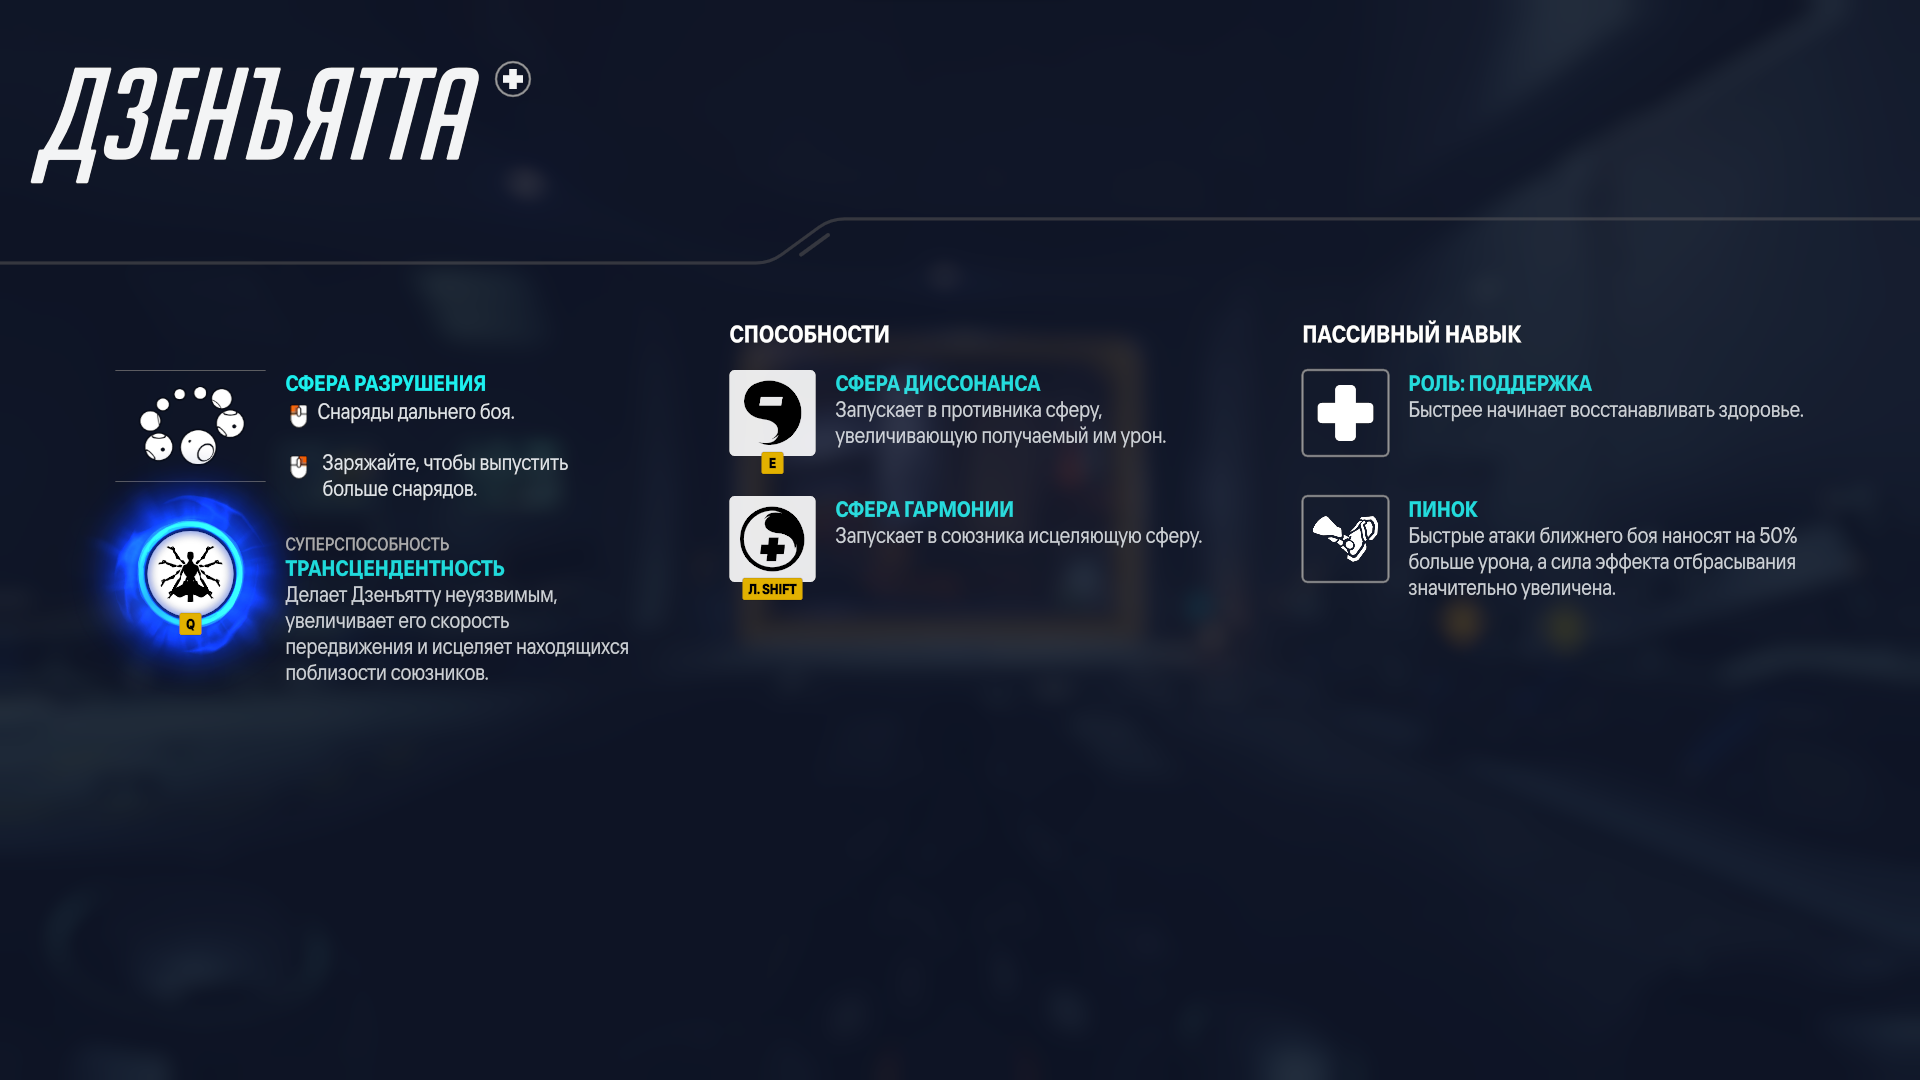 ДЗЕНЪЯТТА
СФЕРА РАЗРУШЕНИЯ
Снаряды дальнего боя.
Заряжайте, чтобы выпустить
больше снарядов.
Q
СУПЕРСПОСОБНОСТЬ
ТРАНСЦЕНДЕНТНОСТЬ
Делает Дзенъятту неуязвимым,
увеличивает его скорость
передвижения и исцеляет находящихся
поблизости союзников.
СПОСОБНОСТИ
СФЕРА ДИССОНАНСА
Запускает в противника сферу,
увеличивающую получаемый им урон.
E
СФЕРА ГАРМОНИИ
Запускает в союзника исцеляющую сферу.
Л. SHIFT
ПАССИВНЫЙ НАВЫК
РОЛЬ: ПОДДЕРЖКА
Быстрее начинает восстанавливать здоровье.
ПИНОК
Быстрые атаки ближнего боя наносят на 50%
больше урона, а сила эффекта отбрасывания
значительно увеличена.